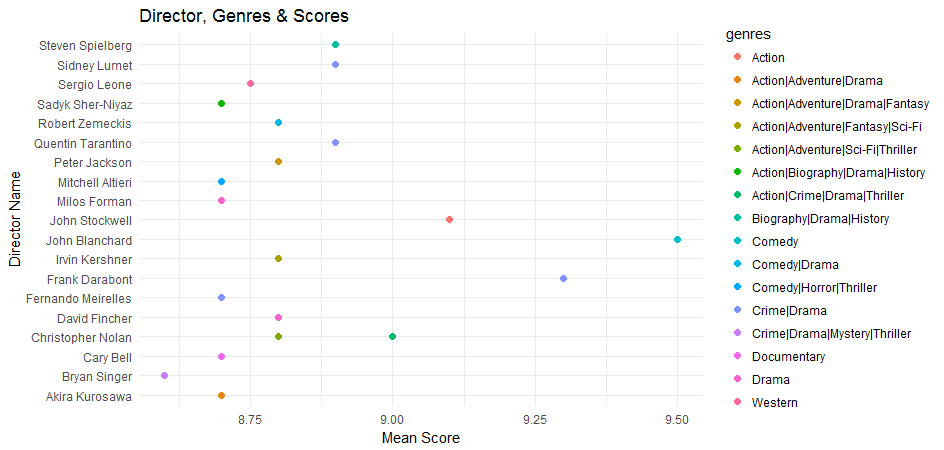 Director, Genres & Scores
Director Name
Steven Spielberg
Sidney Lumet
Sergio Leone
Sadyk Sher-Niyaz
Robert Zemeckis
Quentin Tarantino
Peter Jackson
Mitchell Altieri
Milos Forman
John Stockwell
John Blanchard
Irvin Kershner
Frank Darabont
Fernando Meirelles
David Fincher
Christopher Nolan
Cary Bell
Bryan Singer
Akira Kurosawa
8.75 9.00 9.25 9.50
Mean Score
genres
Action
Action|Adventure|Drama
Action|Adventure|Drama|Fantasy
Action|Adventure|Fantasy|Sci-Fi
Action|Adventure|Sci-Fi|Thriller
Action|Biography|Drama|History
Action|Crime|Drama|Thriller
Biography|Drama|History
Comedy
Comedy|Drama
Comedy|Horror|Thriller
Crime|Drama
Crime|Drama|Mystery|Thriller
Documentary
Drama
Western